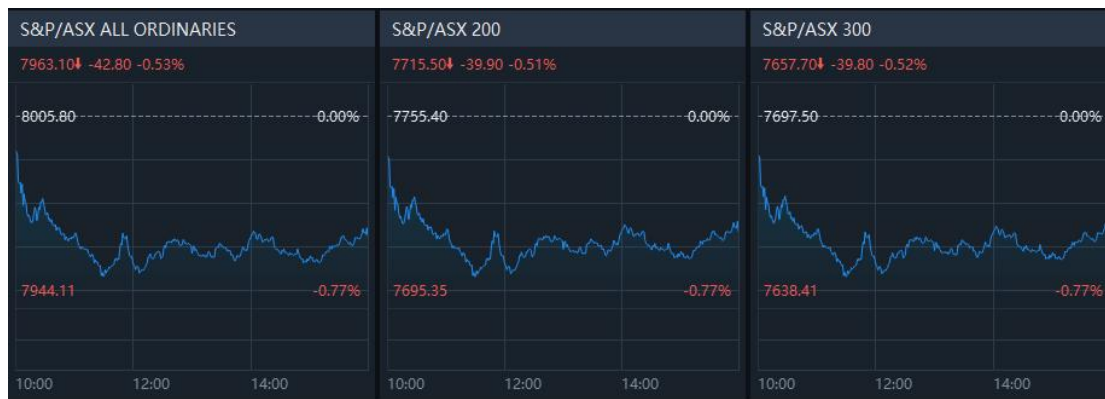 S&P/ASX ALL ORDINARIES
7963.10⬇ -42.80 -0.53%
8005.80 0.00%
7944.11 -0.77%
10:00 12:00 14:00
S&P/ASX 200
7715.50⬇ -39.90 -0.51%
7755.40 0.00%
7695.35 -0.77%
10:00 12:00 14:00
S&P/ASX 300
7657.70⬇ -39.80 -0.52%
7697.50 0.00%
7638.41 -0.77%
10:00 12:00 14:00